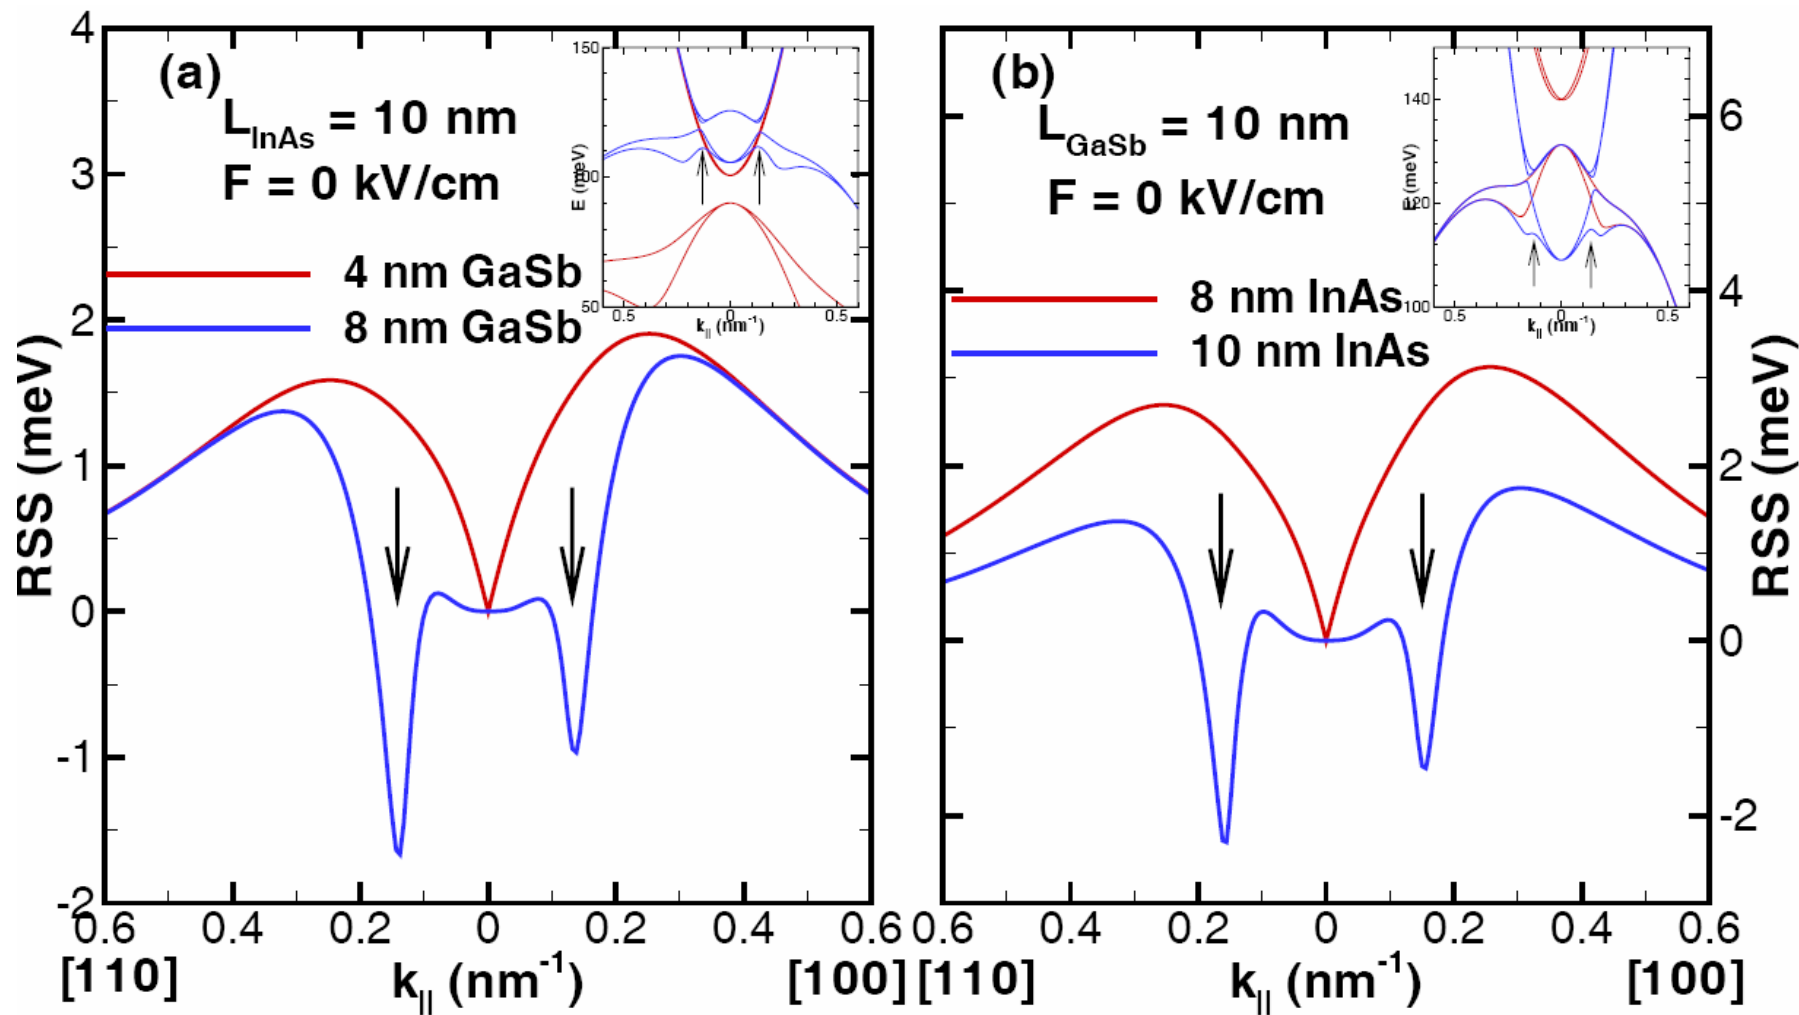 (a)
L_InAs = 10 nm
F = 0 kV/cm
4 nm GaSb
8 nm GaSb
RSS (meV)
4
3
2
1
0
-1
-2
0.6 0.4 0.2 0 0.2 0.4 0.6
[110] k_|| (nm^-1) [100]
150
100
50
E (meV)
0.5 0 0.5
k_|| (nm^-1)
(b)
L_GaSb = 10 nm
F = 0 kV/cm
8 nm InAs
10 nm InAs
RSS (meV)
6
4
2
0
-2
0.6 0.4 0.2 0 0.2 0.4 0.6
[110] k_|| (nm^-1) [100]
140
120
100
E (meV)
0.5 0 0.5
k_|| (nm^-1)